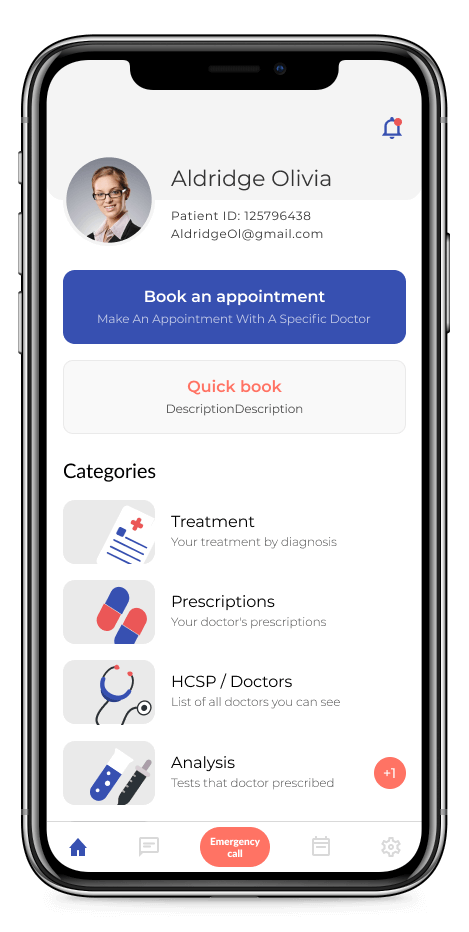 Aldridge Olivia
Patient ID: 125796438
AldridgeOl@gmail.com
Book an appointment
Make An Appointment With A Specific Doctor
Quick book
DescriptionDescription
Categories
Treatment
Your treatment by diagnosis
Prescriptions
Your doctor's prescriptions
HCSP / Doctors
List of all doctors you can see
Analysis
Tests that doctor prescribed
+1
Emergency
call